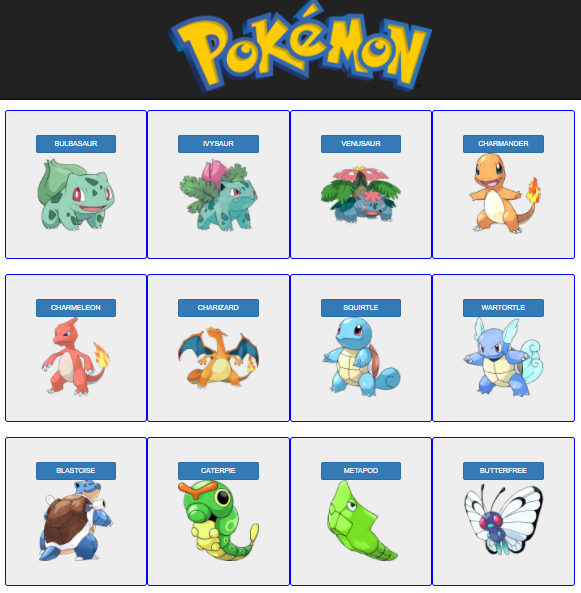 POKéMON
BULBASAUR IVYSAUR VENUSAUR CHARMANDER
CHARMELEON CHARIZARD SQUIRTLE WARTORTLE
BLASTOISE CATERPIE METAPOD BUTTERFREE